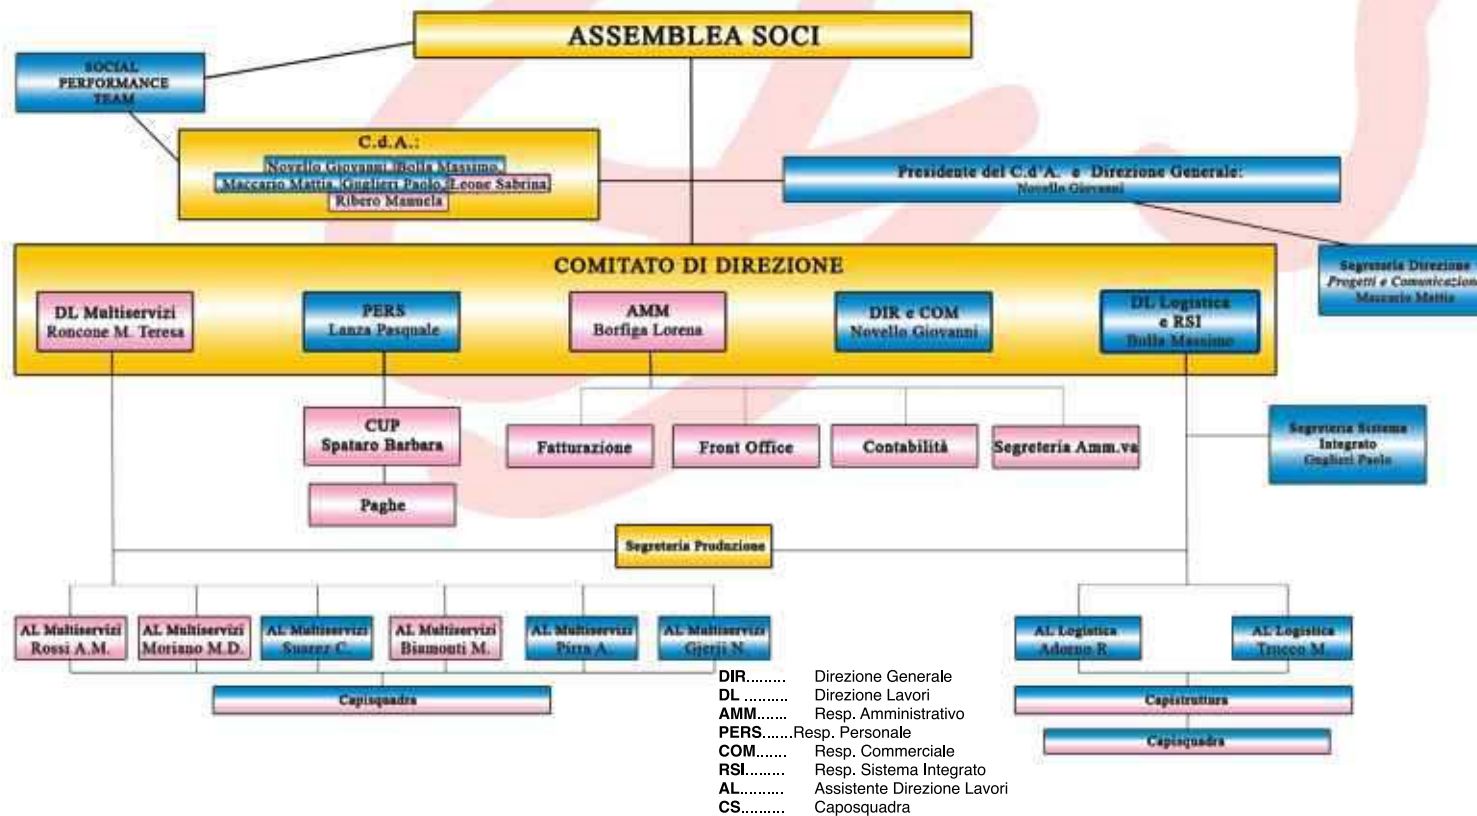 ASSEMBLEA SOCI
SOCIAL
PERFORMANCE
TEAM
C.d.A.:
Novello Giovanni, Bolla Massimo,
Maccario Mattia, Guglieri Paolo, Leone Sabrina
Ribero Manuela
Presidente del C.d'A. e Direzione Generale:
Novello Giovanni
Segreteria Direzione
Progetti e Comunicazione
Maccario Mattia
COMITATO DI DIREZIONE
DL Multiservizi
Roncone M. Teresa
PERS
Lanza Pasquale
AMM
Borfiga Lorena
DIR e COM
Novello Giovanni
DL Logistica
e RSI
Bolla Massimo
CUP
Spataro Barbara
Paghe
Fatturazione
Front Office
Contabilità
Segreteria Amm.va
Segreteria Sistema
Integrato
Guglieri Paolo
Segreteria Produzione
AL Multiservizi
Rossi A.M.
AL Multiservizi
Moriano M.D.
AL Multiservizi
Suarez C.
AL Multiservizi
Biamonti M.
AL Multiservizi
Pirra A.
AL Multiservizi
Gjerji N.
Capisquadra
AL Logistica
Adorno R
AL Logistica
Trucco M
Capistruttura
Capisquadra
DIR......... Direzione Generale
DL ......... Direzione Lavori
AMM....... Resp. Amministrativo
PERS.......Resp. Personale
COM....... Resp. Commerciale
RSI......... Resp. Sistema Integrato
AL.......... Assistente Direzione Lavori
CS.......... Caposquadra